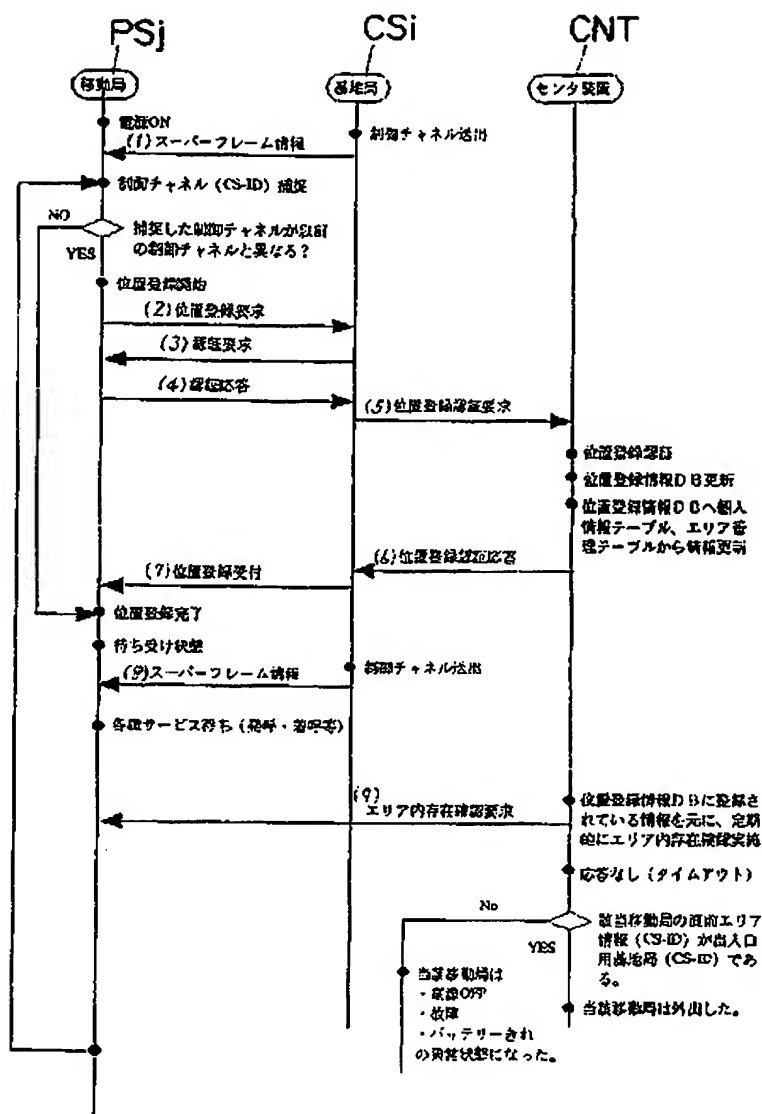 PSj
CSi
CNT
移動局
基地局
センタ装置
電源ON
制御チャネル送出
(1)スーパーフレーム情報
制御チャネル (CS-ID) 捕捉
NO
捕捉した制御チャネルが以前
の制御チャネルと異なる?
YES
位置登録開始
(2)位置登録要求
(3)認証要求
(4)認証応答
(5)位置登録認証要求
位置登録認証
位置登録情報DB更新
位置登録情報DBへ個人
情報テーブル、エリア管
理テーブルから情報更新
(6)位置登録認証応答
(7)位置登録受付
位置登録完了
待ち受け状態
制御チャネル送出
(9)スーパーフレーム情報
各種サービス待ち (発呼・着呼等)
(9)
エリア内存在確認要求
位置登録情報DBに登録さ
れている情報を元に、定期
的にエリア内存在確認実施
応答なし (タイムアウト)
No
YES
該当移動局の直前エリア
情報 (CS-ID) が出入口
用基地局 (CS-ID) であ
る。
当該移動局は
・電源OFF
・故障
・バッテリーきれ
の異常状態になった。
当該移動局は外出した。